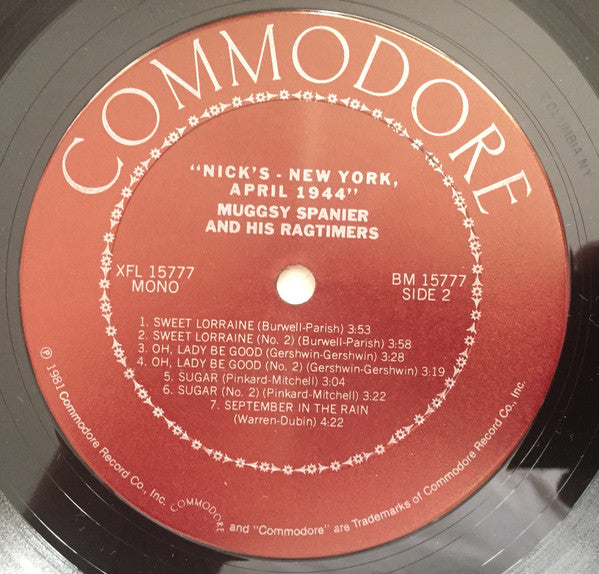 COMMODORE
"NICK'S - NEW YORK,
APRIL 1944"
MUGGSY SPANIER
AND HIS RAGTIMERS
XFL 15777
MONO
BM 15777
SIDE 2
1. SWEET LORRAINE (Burwell-Parish) 3:53
2. SWEET LORRAINE (No. 2) (Burwell-Parish) 3:58
3. OH, LADY BE GOOD (Gershwin-Gershwin) 3:28
4. OH, LADY BE GOOD (No. 2) (Gershwin-Gershwin) 3:19
5. SUGAR (Pinkard-Mitchell) 3:04
6. SUGAR (No. 2) (Pinkard-Mitchell) 3:22
7. SEPTEMBER IN THE RAIN
(Warren-Dubin) 4:22
℗ 1981 Commodore Record Co., Inc. COMMODORE and "Commodore" are Trademarks of Commodore Record Co., Inc.
COLUMBIA NY